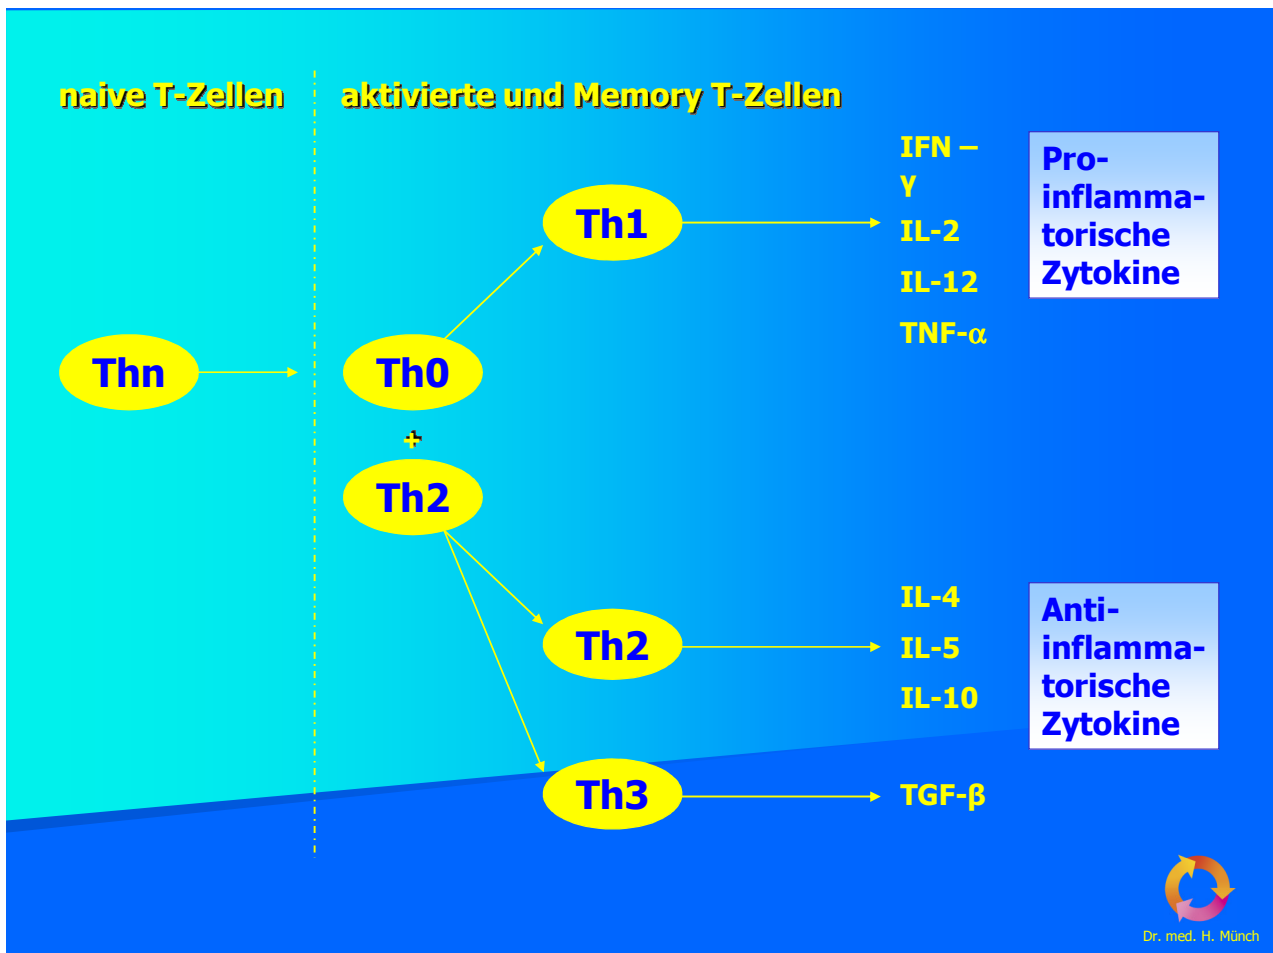 naive T-Zellen
aktivierte und Memory T-Zellen
IFN –
γ
IL-2
IL-12
TNF-α
Pro-
inflamma-
torische
Zytokine
Th1
Thn
Th0
+
Th2
Th2
IL-4
IL-5
IL-10
Anti-
inflamma-
torische
Zytokine
Th3
TGF-β
Dr. med. H. Münch